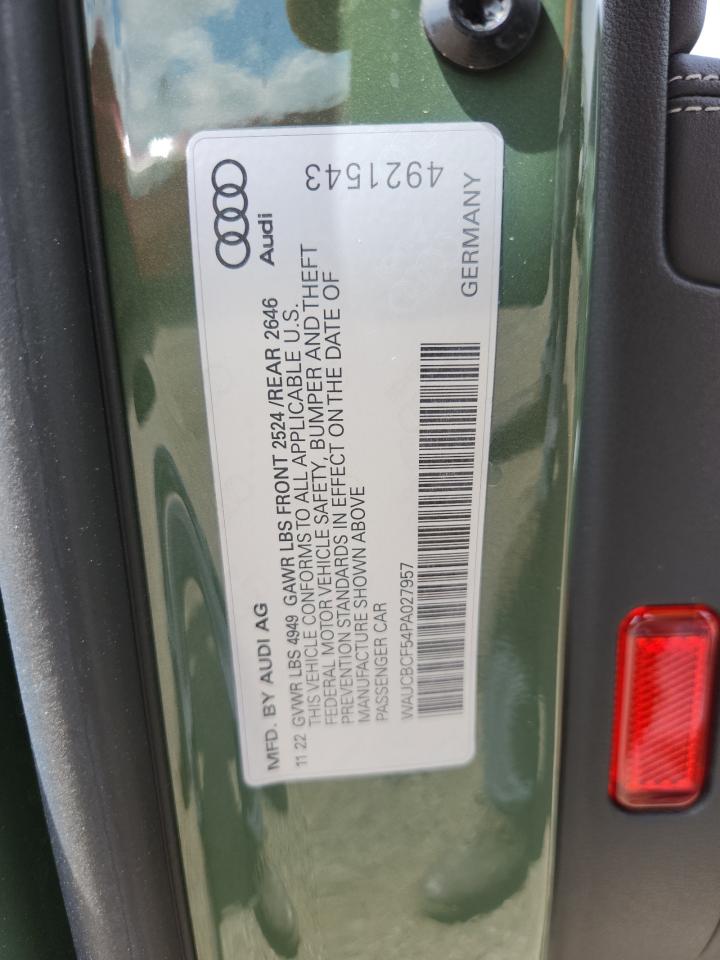 MFD. BY AUDI AG
Audi
11 22 GVWR LBS 4949 GAWR LBS FRONT 2524 /REAR 2646
THIS VEHICLE CONFORMS TO ALL APPLICABLE U.S.
FEDERAL MOTOR VEHICLE SAFETY, BUMPER AND THEFT
PREVENTION STANDARDS IN EFFECT ON THE DATE OF
MANUFACTURE SHOWN ABOVE
PASSENGER CAR
WAUCBCF54PA027957
4921543
GERMANY